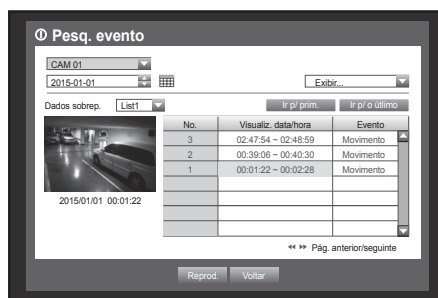 Pesq. evento
CAM 01
2015-01-01
Exibir...
Dados sobrep. List1 Ir p/ prim. Ir p/ o útlimo
No. Visualiz. data/hora Evento
3 02:47:54 ~ 02:48:59 Movimento
2 00:39:06 ~ 00:40:30 Movimento
1 00:01:22 ~ 00:02:28 Movimento
2015/01/01 00:01:22
Pág. anterior/seguinte
Reprod. Voltar